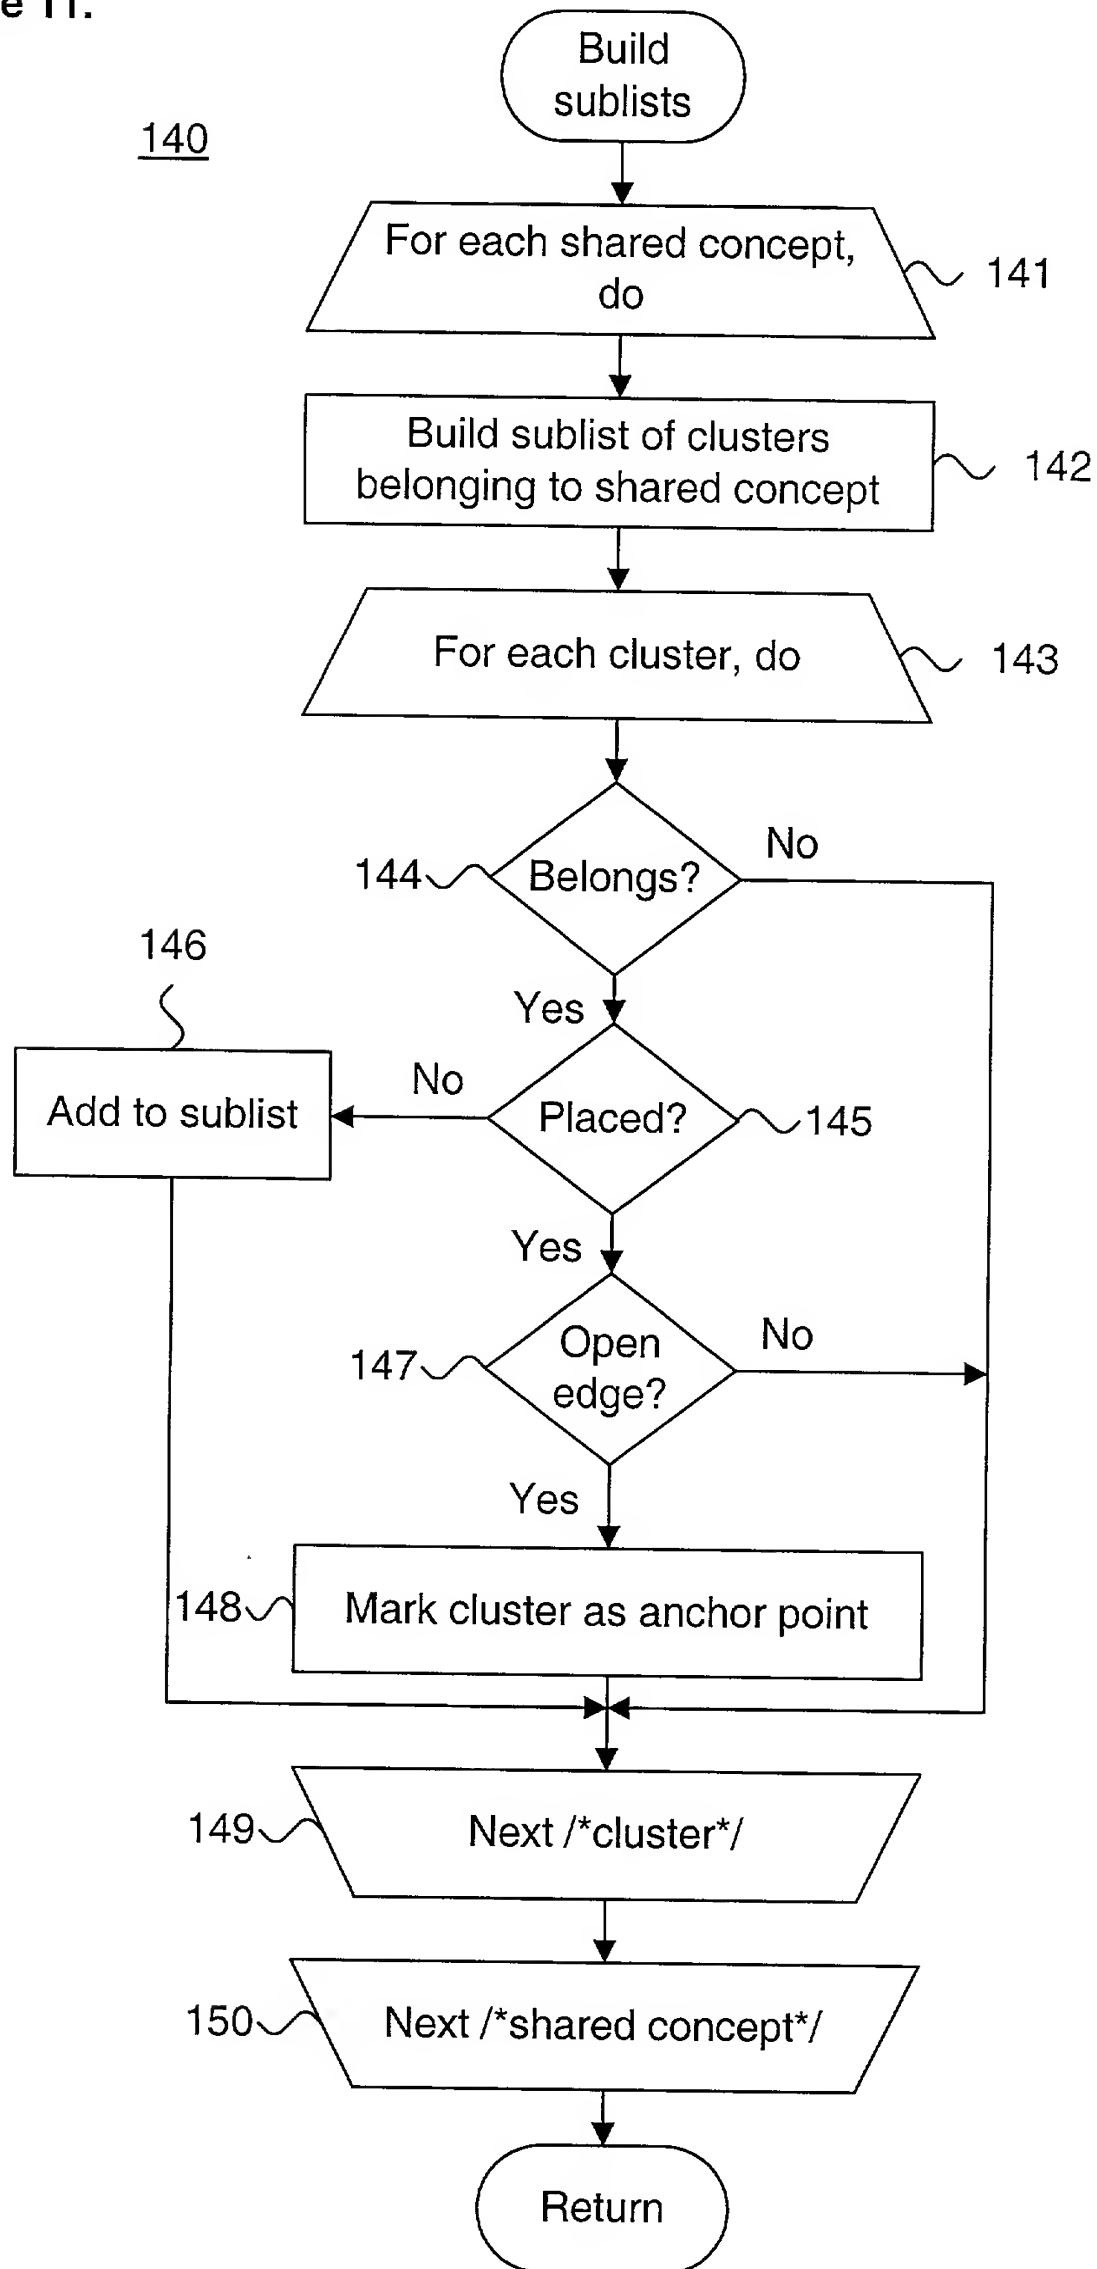 e 11.
Build
sublists
140
For each shared concept,
do
141
Build sublist of clusters
belonging to shared concept
142
For each cluster, do
143
144
Belongs?
No
146
Yes
Add to sublist
No
Placed?
145
Yes
147
Open
edge?
No
Yes
148
Mark cluster as anchor point
149
Next /*cluster*/
150
Next /*shared concept*/
Return